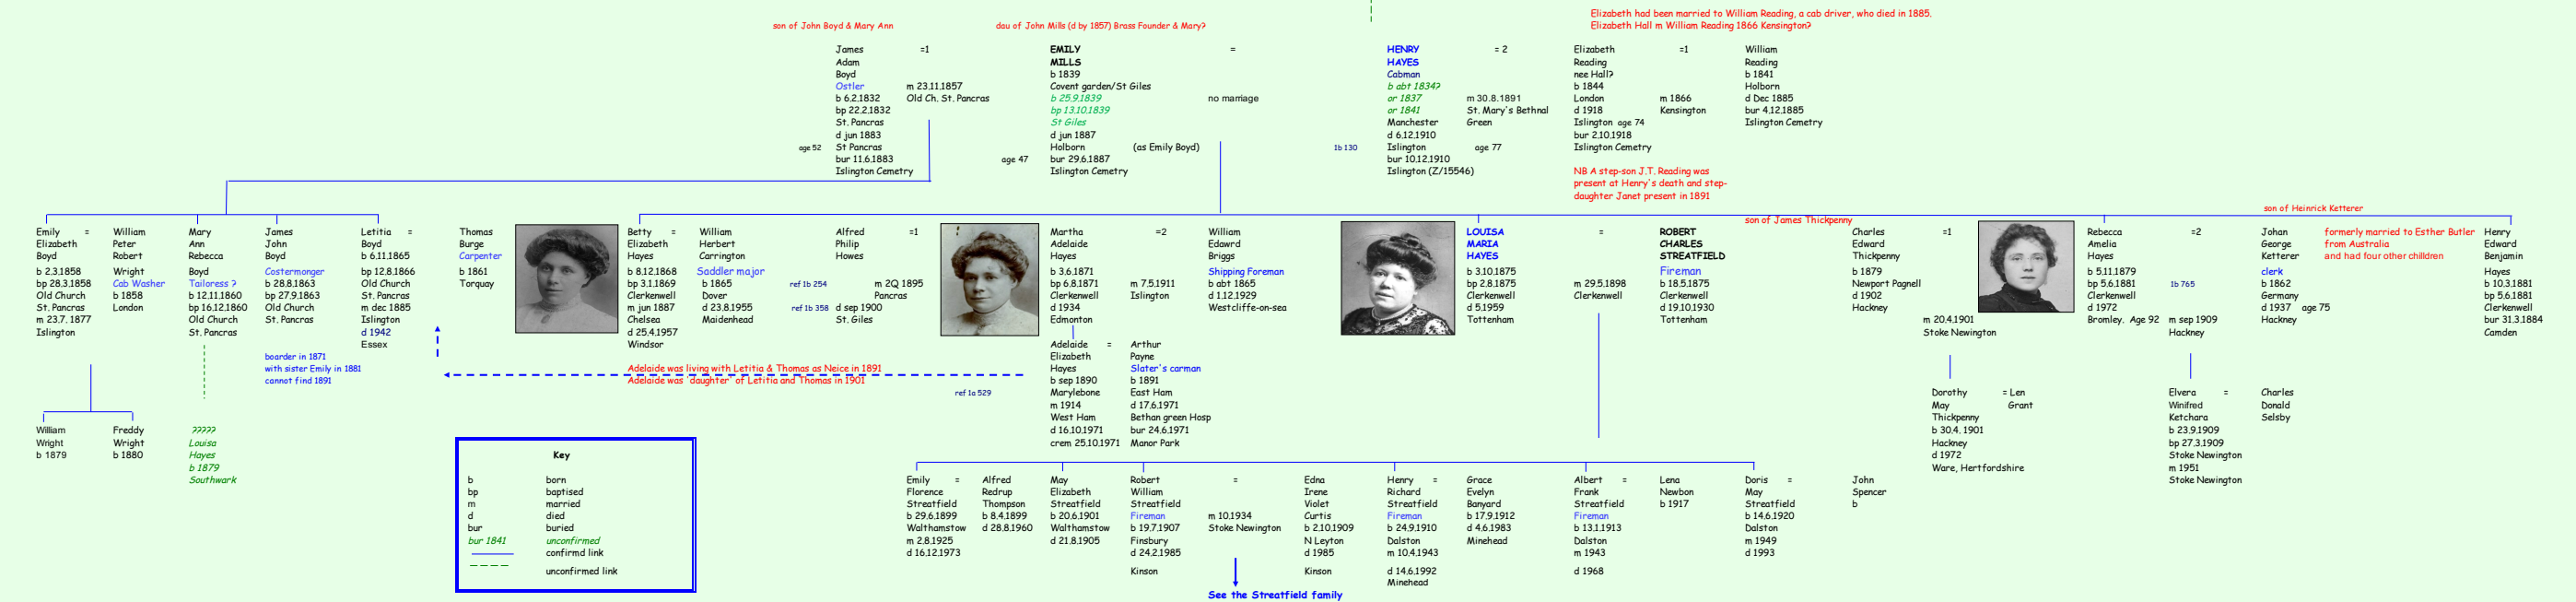 Elizabeth had been married to William Reading, a cab driver, who died in 1885.
Elizabeth Hall m William Reading 1866 Kensington?
son of John Boyd & Mary Ann
dau of John Mills (d by 1857) Brass Founder & Mary?
James =1
Adam
Boyd
Ostler
b 6.2.1832
bp 22.2.1832
St. Pancras
d jun 1883
St Pancras
bur 11.6.1883
Islington Cemetry
age 52
m 23.11.1857
Old Ch. St. Pancras
EMILY =
MILLS
b 1839
Covent garden/St Giles
b 25.9.1839
bp 13.10.1839
St Giles
d jun 1887
Holborn (as Emily Boyd)
bur 29.6.1887
Islington Cemetry
age 47
no marriage
HENRY = 2
HAYES
Cabman
b abt 1834?
or 1837
or 1841
Manchester
d 6.12.1910
Islington
bur 10.12.1910
Islington (Z/15546)
1b 130
m 30.8.1891
St. Mary's Bethnal
Green
age 77
Elizabeth =1
Reading
nee Hall?
b 1844
London
d 1918
Islington age 74
bur 2.10.1918
Islington Cemetry
m 1866
Kensington
William
Reading
b 1841
Holborn
d Dec 1885
bur 4.12.1885
Islington Cemetry
NB A step-son J.T. Reading was
present at Henry's death and step-
daughter Janet present in 1891
Emily =
Elizabeth
Boyd
b 2.3.1858
bp 28.3.1858
Old Church
St. Pancras
m 23.7. 1877
Islington
William
Peter
Robert
Wright
Cab Washer
b 1858
London
Mary
Ann
Rebecca
Boyd
Tailoress ?
b 12.11.1860
bp 16.12.1860
Old Church
St. Pancras
James
John
Boyd
Costermonger
b 28.8.1863
bp 27.9.1863
Old Church
St. Pancras
boarder in 1871
with sister Emily in 1881
cannot find 1891
Letitia =
Boyd
b 6.11.1865
bp 12.8.1866
Old Church
St. Pancras
m dec 1885
Islington
d 1942
Essex
Thomas
Burge
Carpenter
b 1861
Torquay
Betty =
Elizabeth
Hayes
b 8.12.1868
bp 3.1.1869
Clerkenwell
m jun 1887
Chelsea
d 25.4.1957
Windsor
William
Herbert
Carrington
Saddler major
b 1865
Dover
d 23.8.1955
Maidenhead
ref 1b 254
ref 1b 358
Alfred =1
Philip
Howes
m 2Q 1895
Pancras
d sep 1900
St. Giles
Martha =2
Adelaide
Hayes
b 3.6.1871
bp 6.8.1871
Clerkenwell
d 1934
Edmonton
m 7.5.1911
Islington
William
Edawrd
Briggs
Shipping Foreman
b abt 1865
d 1.12.1929
Westcliffe-on-sea
LOUISA =
MARIA
HAYES
b 3.10.1875
bp 2.8.1875
Clerkenwell
d 5.1959
Tottenham
m 29.5.1898
Clerkenwell
ROBERT
CHARLES
STREATFIELD
Fireman
b 18.5.1875
Clerkenwell
d 19.10.1930
Tottenham
son of James Thickpenny
Charles =1
Edward
Thickpenny
b 1879
Newport Pagnell
d 1902
Hackney
m 20.4.1901
Stoke Newington
Rebecca =2
Amelia
Hayes
b 5.11.1879
bp 5.6.1881
Clerkenwell
d 1972
Bromley. Age 92
1b 765
m sep 1909
Hackney
son of Heinrick Ketterer
Johan
George
Ketterer
clerk
b 1862
Germany
d 1937 age 75
Hackney
formerly married to Esther Butler
from Australia
and had four other chilldren
Henry
Edward
Benjamin
Hayes
b 10.3.1881
bp 5.6.1881
Clerkenwell
bur 31.3.1884
Camden
Adelaide was living with Letitia & Thomas as Neice in 1891
Adelaide was 'daughter' of Letitia and Thomas in 1901
ref 1a 529
Adelaide =
Elizabeth
Hayes
b sep 1890
Marylebone
m 1914
West Ham
d 16.10.1971
crem 25.10.1971
Arthur
Payne
Slater's carman
b 1891
East Ham
d 17.6.1971
Bethan green Hosp
bur 24.6.1971
Manor Park
Dorothy = Len
May Grant
Thickpenny
b 30.4. 1901
Hackney
d 1972
Ware, Hertfordshire
Elvera =
Winifred
Ketchara
b 23.9.1909
bp 27.3.1909
Stoke Newington
m 1951
Stoke Newington
Charles
Donald
Selsby
William
Wright
b 1879
Freddy
Wright
b 1880
?????
Louisa
Hayes
b 1879
Southwark
Key
b born
bp baptised
m married
d died
bur buried
bur 1841 unconfirmed
confirmd link
unconfirmed link
Emily =
Florence
Streatfield
b 29.6.1899
Walthamstow
m 2.8.1925
d 16.12.1973
Alfred
Redrup
Thompson
b 8.4.1899
d 28.8.1960
May
Elizabeth
Streatfield
b 20.6.1901
Walthamstow
d 21.8.1905
Robert =
William
Streatfield
Fireman
b 19.7.1907
Finsbury
d 24.2.1985
Kinson
m 10.1934
Stoke Newington
See the Streatfield family
Edna
Irene
Violet
Curtis
b 2.10.1909
N Leyton
d 1985
Kinson
Henry =
Richard
Streatfield
Fireman
b 24.9.1910
Dalston
m 10.4.1943
d 14.6.1992
Minehead
Grace
Evelyn
Banyard
b 17.9.1912
d 4.6.1983
Minehead
Albert =
Frank
Streatfield
Fireman
b 13.1.1913
Dalston
m 1943
d 1968
Lena
Newbon
b 1917
Doris =
May
Streatfield
b 14.6.1920
Dalston
m 1949
d 1993
John
Spencer
b